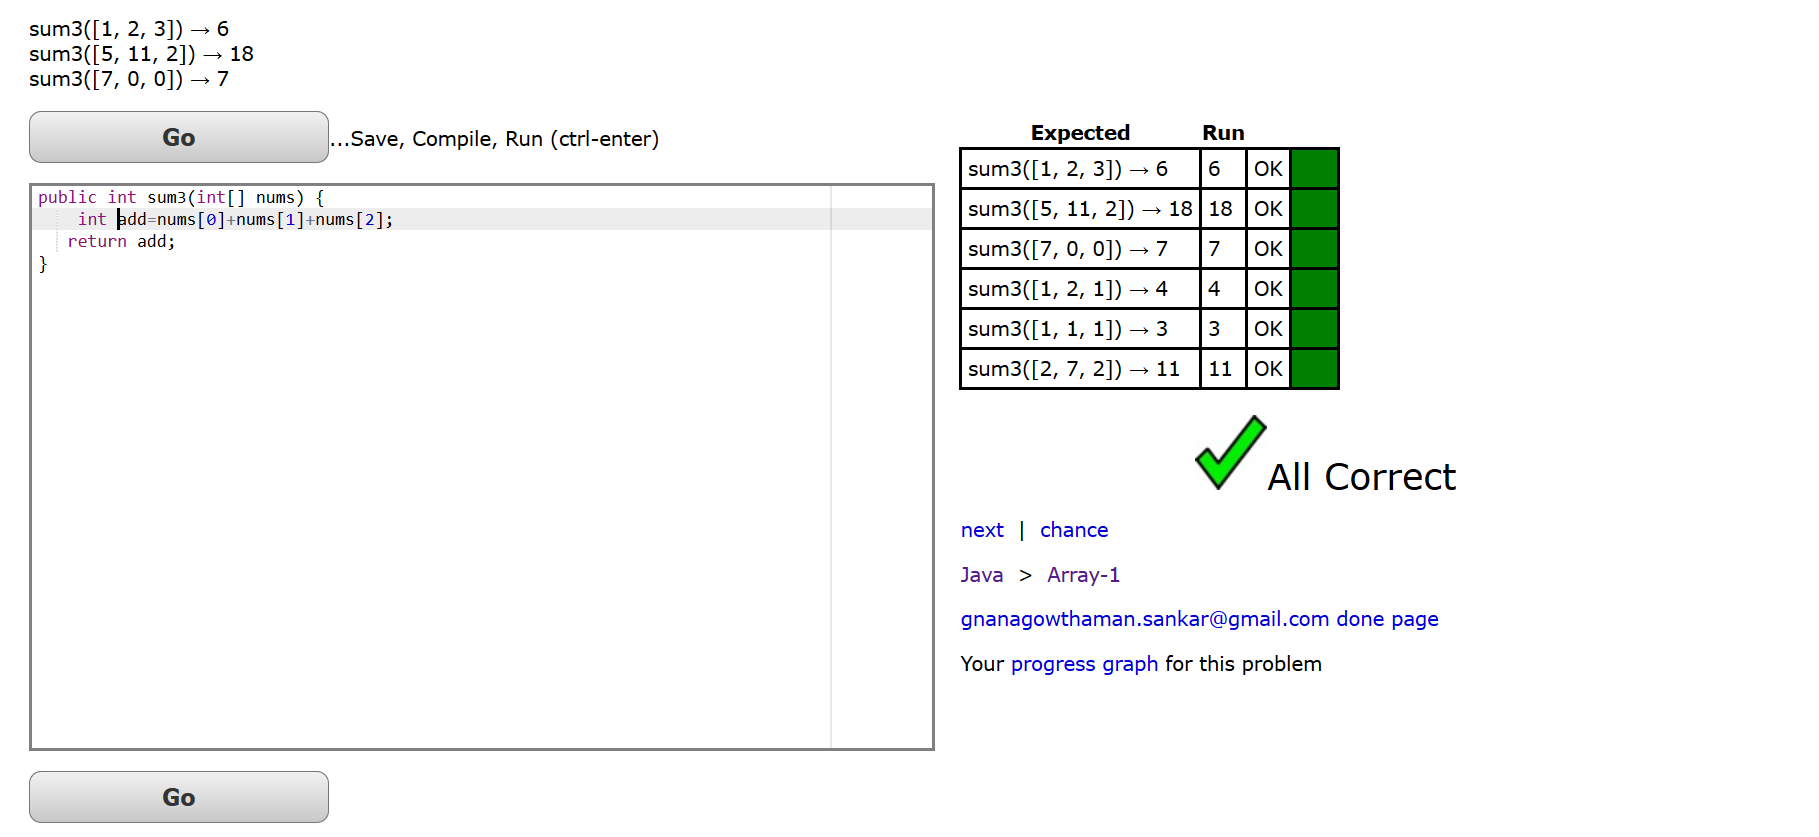 sum3([1, 2, 3]) → 6
sum3([5, 11, 2]) → 18
sum3([7, 0, 0]) → 7
Go
...Save, Compile, Run (ctrl-enter)
public int sum3(int[] nums) {
    int add=nums[0]+nums[1]+nums[2];
   return add;
}
Go
Expected Run
sum3([1, 2, 3]) → 6 6 OK
sum3([5, 11, 2]) → 18 18 OK
sum3([7, 0, 0]) → 7 7 OK
sum3([1, 2, 1]) → 4 4 OK
sum3([1, 1, 1]) → 3 3 OK
sum3([2, 7, 2]) → 11 11 OK
All Correct
next | chance
Java > Array-1
gnanagowthaman.sankar@gmail.com done page
Your progress graph for this problem